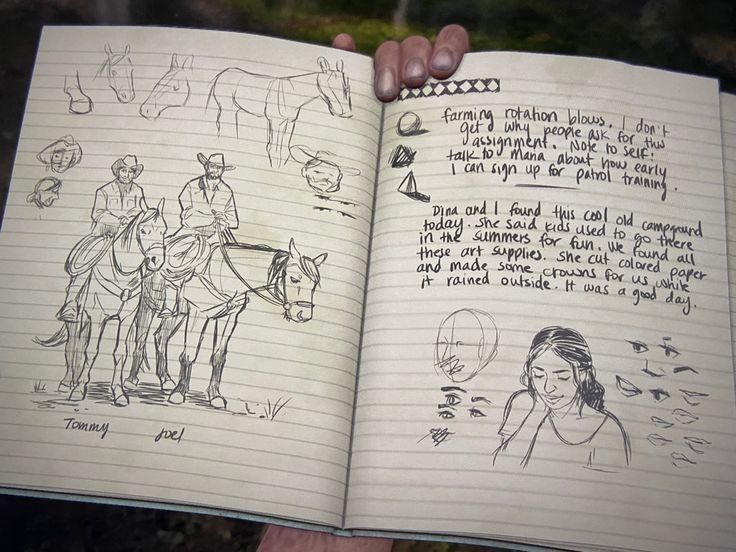 Tommy
Joel
farming rotation blows. I don't
get why people ask for this
assignment. Note to self:
talk to Maria about how early
I can sign up for patrol training.
Dina and I found this cool old campground
today. She said kids used to go there
in the summers for fun. We found all
these art supplies. She cut colored paper
and made some crowns for us while
it rained outside. It was a good day.